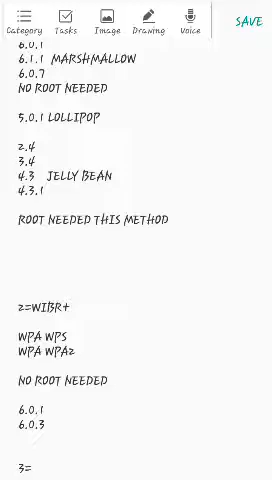 SAVE
Category Tasks Image Drawing Voice
6.0.1
6.1.1 MARSHMALLOW
6.0.7
NO ROOT NEEDED
5.0.1 LOLLIPOP
2.4
3.4
4.3 JELLY BEAN
4.3.1
ROOT NEEDED THIS METHOD
2=WIBR+
WPA WPS
WPA WPA2
NO ROOT NEEDED
6.0.1
6.0.3
3=